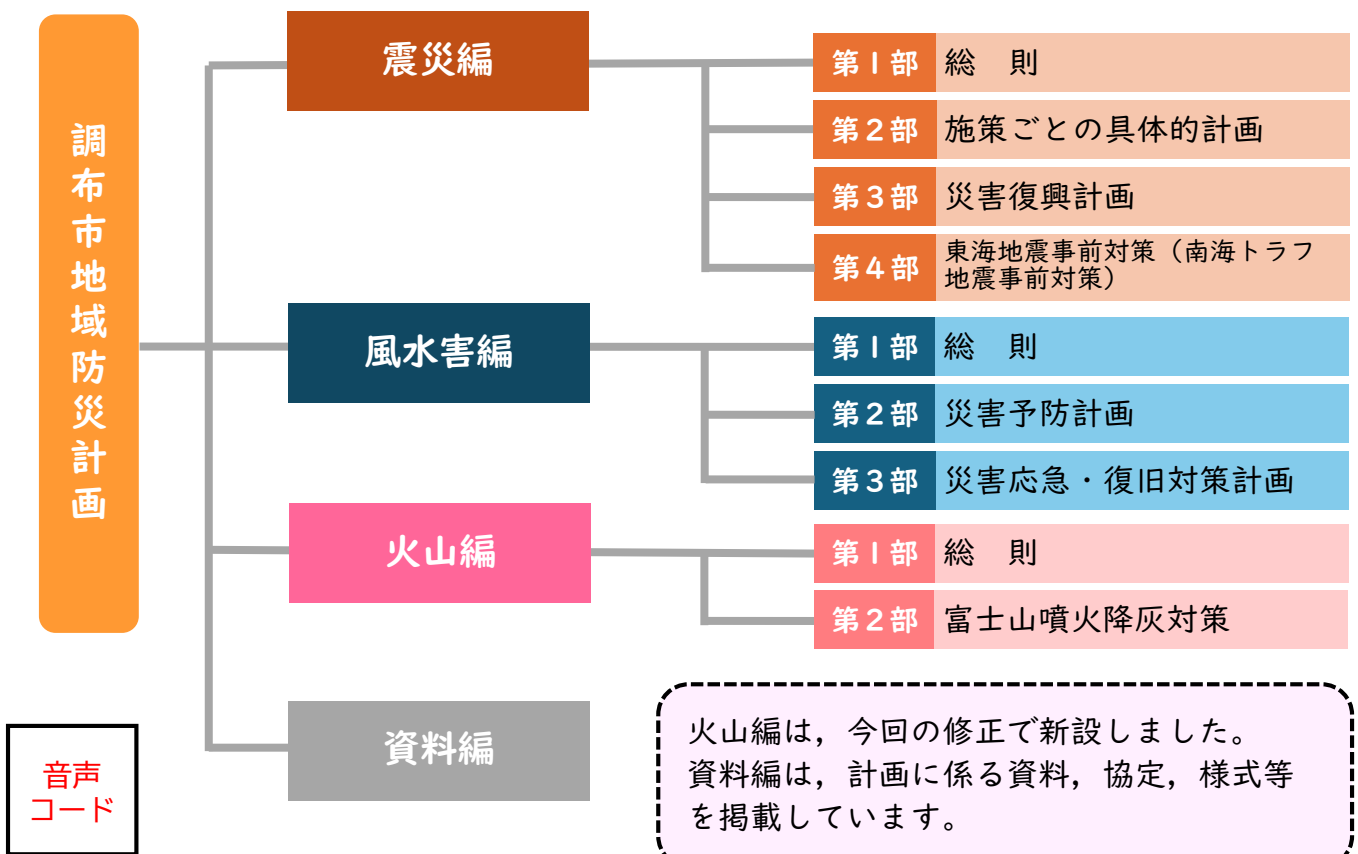 調布市地域防災計画
震災編
第1部 総　則
第2部 施策ごとの具体的計画
第3部 災害復興計画
第4部 東海地震事前対策（南海トラフ
地震事前対策）
風水害編
第1部 総　則
第2部 災害予防計画
第3部 災害応急・復旧対策計画
火山編
第1部 総　則
第2部 富士山噴火降灰対策
資料編
火山編は，今回の修正で新設しました。
資料編は，計画に係る資料，協定，様式等
を掲載しています。
音声
コード